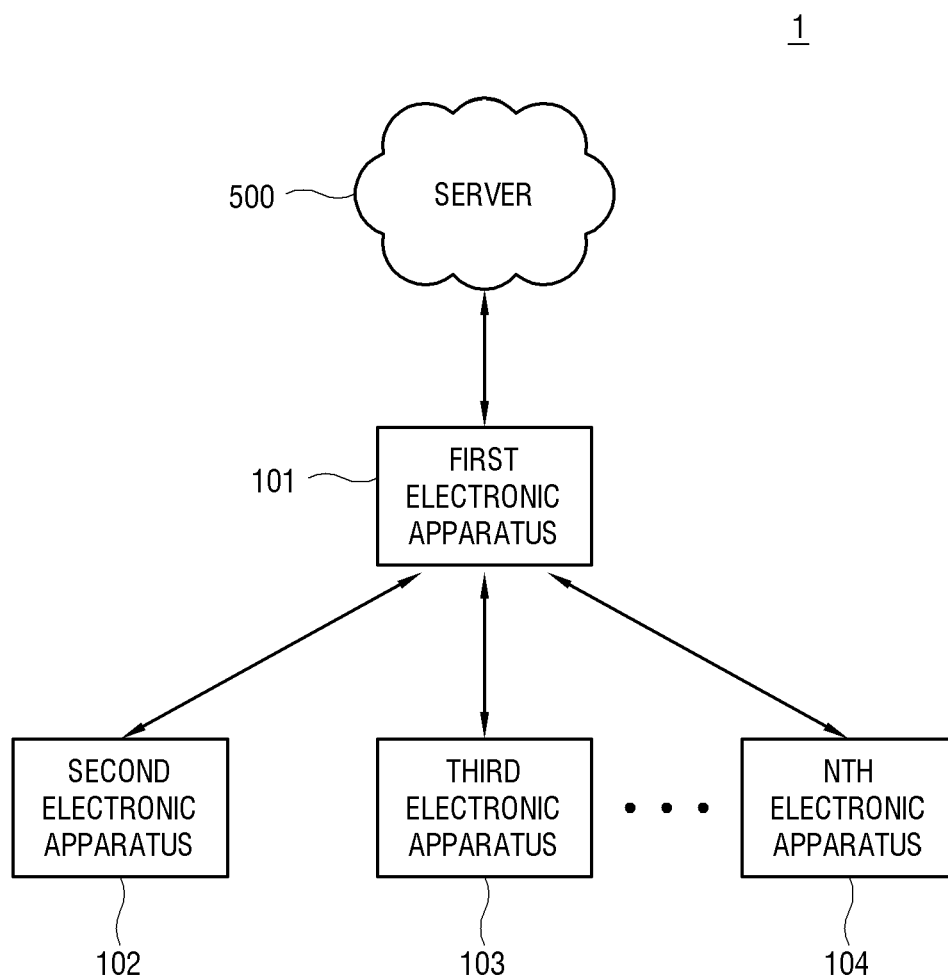 1
500
SERVER
101
FIRST
ELECTRONIC
APPARATUS
SECOND
ELECTRONIC
APPARATUS
THIRD
ELECTRONIC
APPARATUS
• • •
NTH
ELECTRONIC
APPARATUS
102
103
104